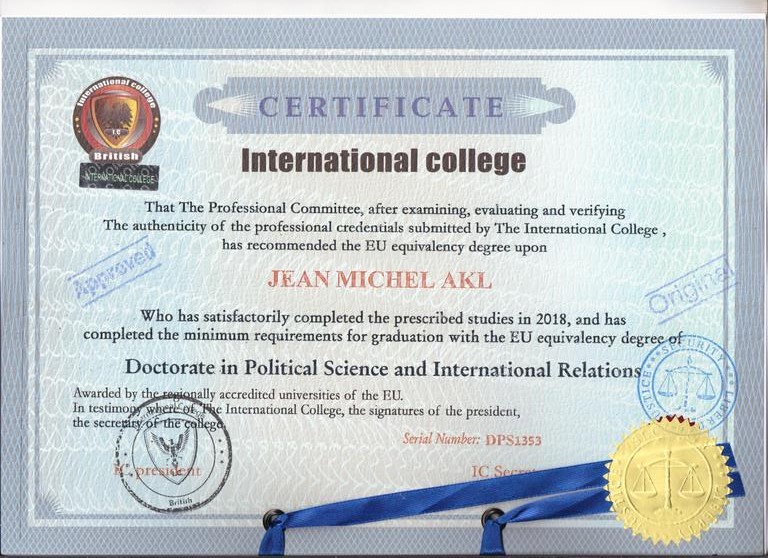 International college
I.C
British
INTERNATIONAL COLLEGE
CERTIFICATE
International college
That The Professional Committee, after examining, evaluating and verifying
The authenticity of the professional credentials submitted by The International College ,
has recommended the EU equivalency degree upon
Approved
JEAN MICHEL AKL
Original
Who has satisfactorily completed the prescribed studies in 2018, and has
completed the minimum requirements for graduation with the EU equivalency degree of
Doctorate in Political Science and International Relations
JUSTICE SECURITY LIBERTY
Awarded by the regionally accredited universities of the EU.
In testimony where of The International College, the signatures of the president,
the secretary of the college.
Serial Number: DPS1353
IC president
British
IC